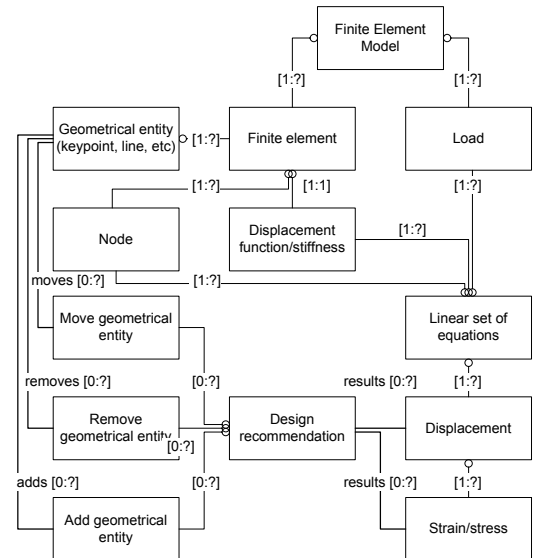 Finite Element
Model
[1:?]
[1:?]
Geometrical entity
(keypoint, line, etc)
[1:?]
Finite element
Load
[1:?]
[1:1]
[1:?]
Node
Displacement
function/stiffness
[1:?]
moves [0:?]
[1:?]
Move geometrical
entity
Linear set of
equations
removes [0:?]
[0:?]
results [0:?]
[1:?]
Remove
geometrical entity
[0:?]
Design
recommendation
Displacement
adds [0:?]
[0:?]
results [0:?]
[1:?]
Add geometrical
entity
Strain/stress